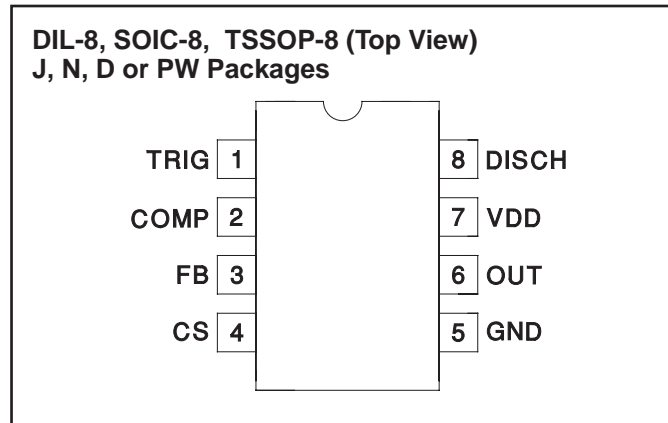 DIL-8, SOIC-8, TSSOP-8 (Top View)
J, N, D or PW Packages
TRIG 1 8 DISCH
COMP 2 7 VDD
FB 3 6 OUT
CS 4 5 GND